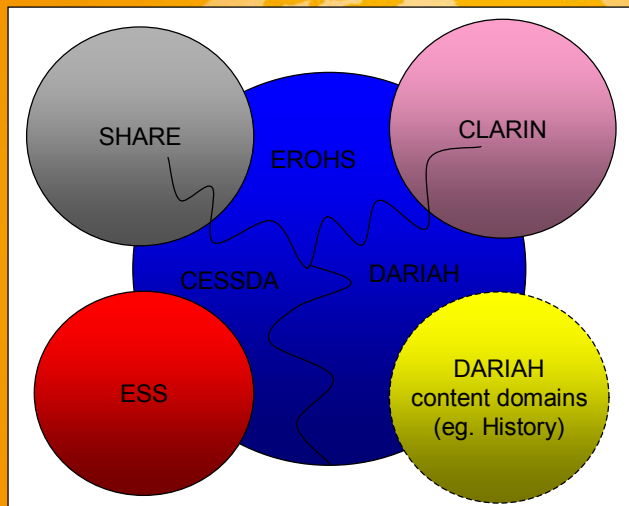 SHARE
CLARIN
EROHS
CESSDA
DARIAH
ESS
DARIAH
content domains
(eg. History)